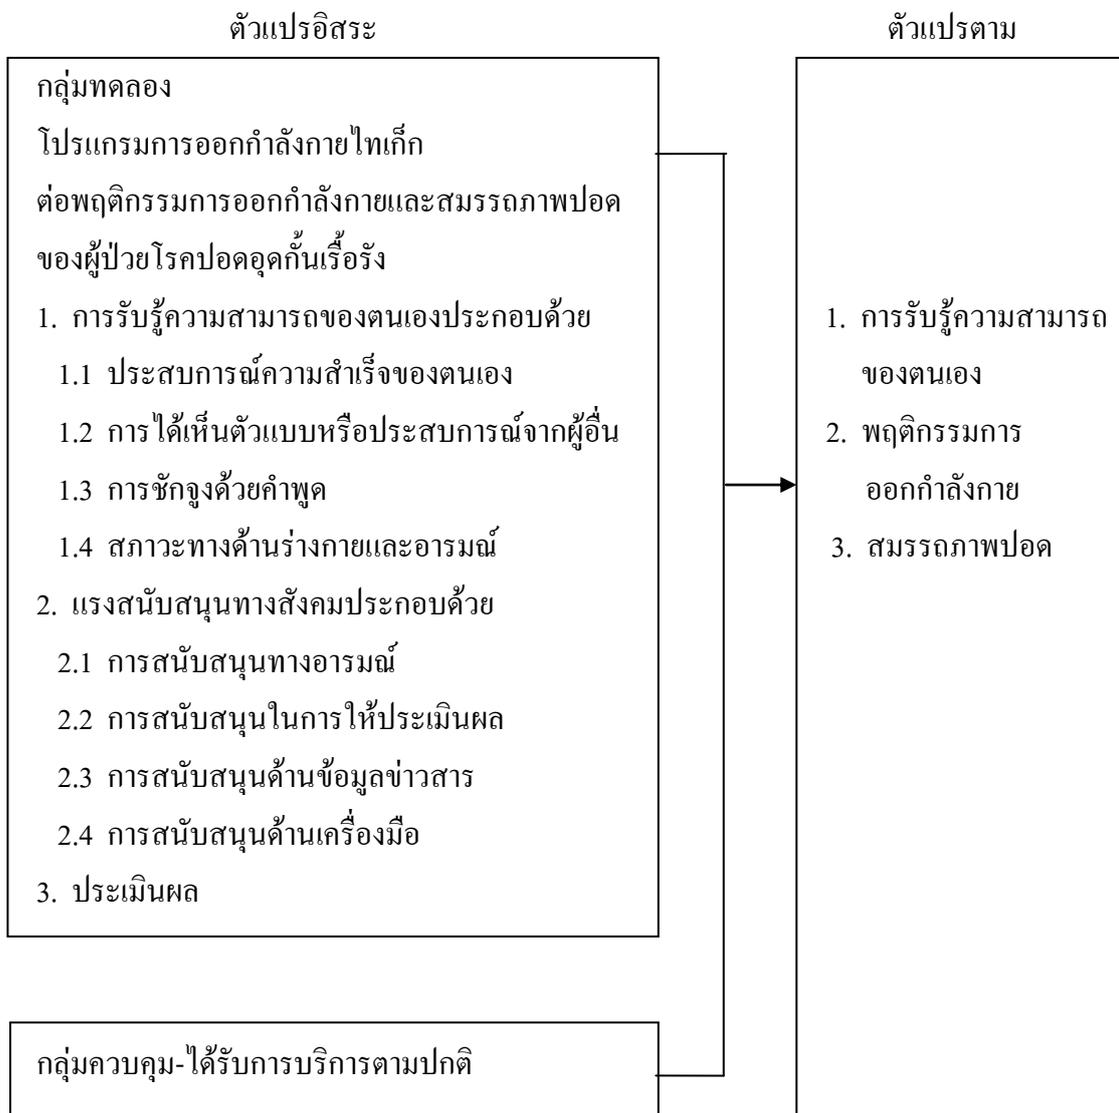 ตัวแปรอิสระ
ตัวแปรตาม
กลุ่มทดลอง
โปรแกรมการออกกำลังกายไทเก็ก
ต่อพฤติกรรมการออกกำลังกายและสมรรถภาพปอด
ของผู้ป่วยโรคปอดอุดกั้นเรื้อรัง
1. การรับรู้ความสามารถของตนเองประกอบด้วย
1.1 ประสบการณ์ความสำเร็จของตนเอง
1.2 การได้เห็นตัวแบบหรือประสบการณ์จากผู้อื่น
1.3 การชักจูงด้วยคำพูด
1.4 สภาวะทางด้านร่างกายและอารมณ์
2. แรงสนับสนุนทางสังคมประกอบด้วย
2.1 การสนับสนุนทางอารมณ์
2.2 การสนับสนุนในการให้ประเมินผล
2.3 การสนับสนุนด้านข้อมูลข่าวสาร
2.4 การสนับสนุนด้านเครื่องมือ
3. ประเมินผล
กลุ่มควบคุม-ได้รับการบริการตามปกติ
1. การรับรู้ความสามารถ
ของตนเอง
2. พฤติกรรมการ
ออกกำลังกาย
3. สมรรถภาพปอด